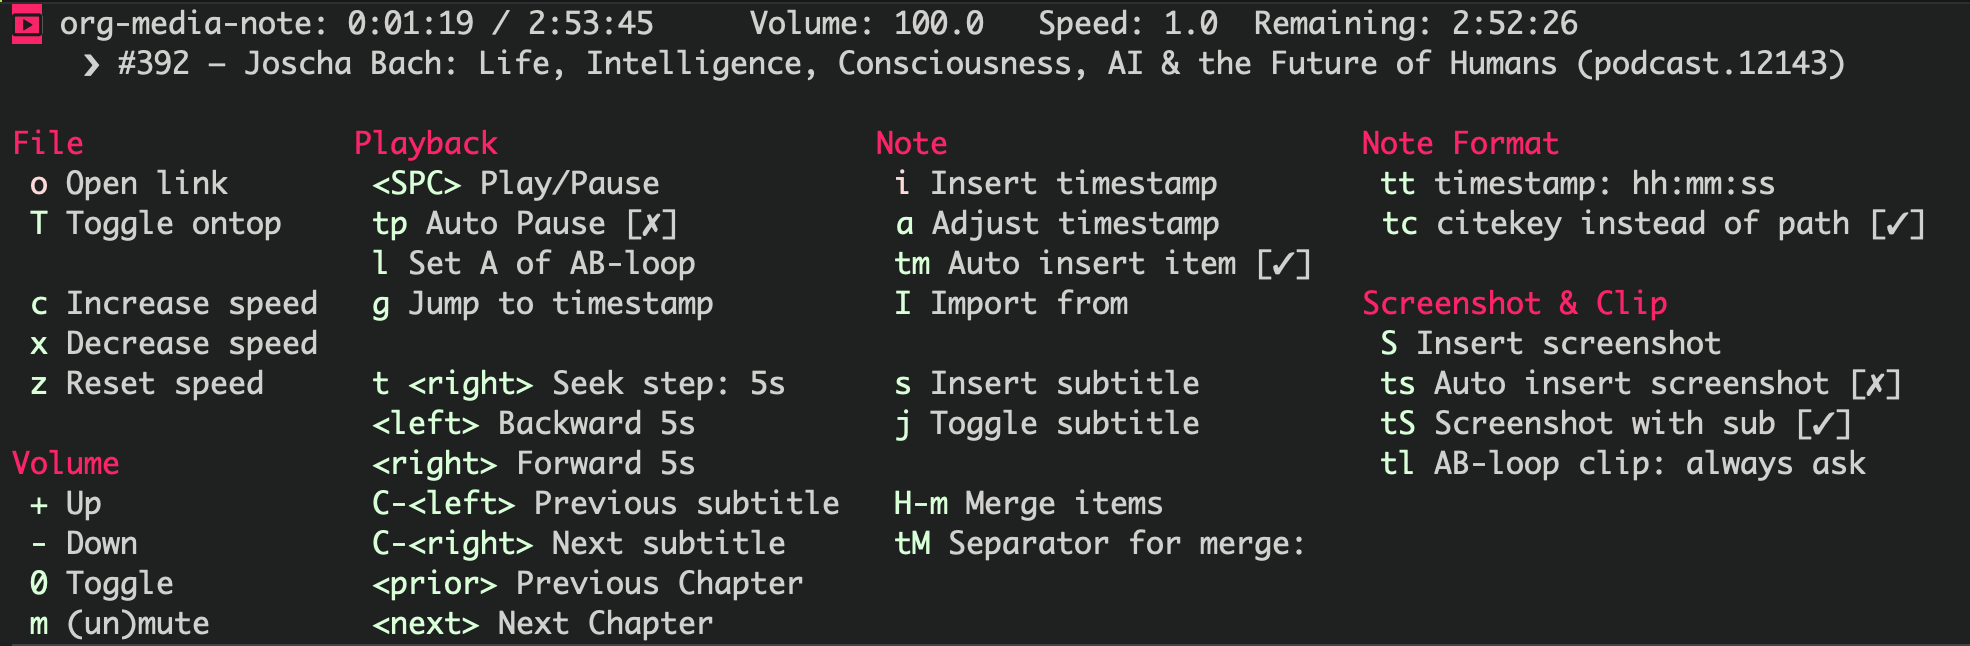 org-media-note: 0:01:19 / 2:53:45 Volume: 100.0 Speed: 1.0 Remaining: 2:52:26
❯ #392 – Joscha Bach: Life, Intelligence, Consciousness, AI & the Future of Humans (podcast.12143)
File
o Open link
T Toggle ontop
c Increase speed
x Decrease speed
z Reset speed
Volume
+ Up
- Down
0 Toggle
m (un)mute
Playback
<SPC> Play/Pause
tp Auto Pause [✗]
l Set A of AB-loop
g Jump to timestamp
t <right> Seek step: 5s
<left> Backward 5s
<right> Forward 5s
C-<left> Previous subtitle
C-<right> Next subtitle
<prior> Previous Chapter
<next> Next Chapter
Note
i Insert timestamp
a Adjust timestamp
tm Auto insert item [✓]
I Import from
s Insert subtitle
j Toggle subtitle
H-m Merge items
tM Separator for merge:
Note Format
tt timestamp: hh:mm:ss
tc citekey instead of path [✓]
Screenshot & Clip
S Insert screenshot
ts Auto insert screenshot [✗]
tS Screenshot with sub [✓]
tl AB-loop clip: always ask